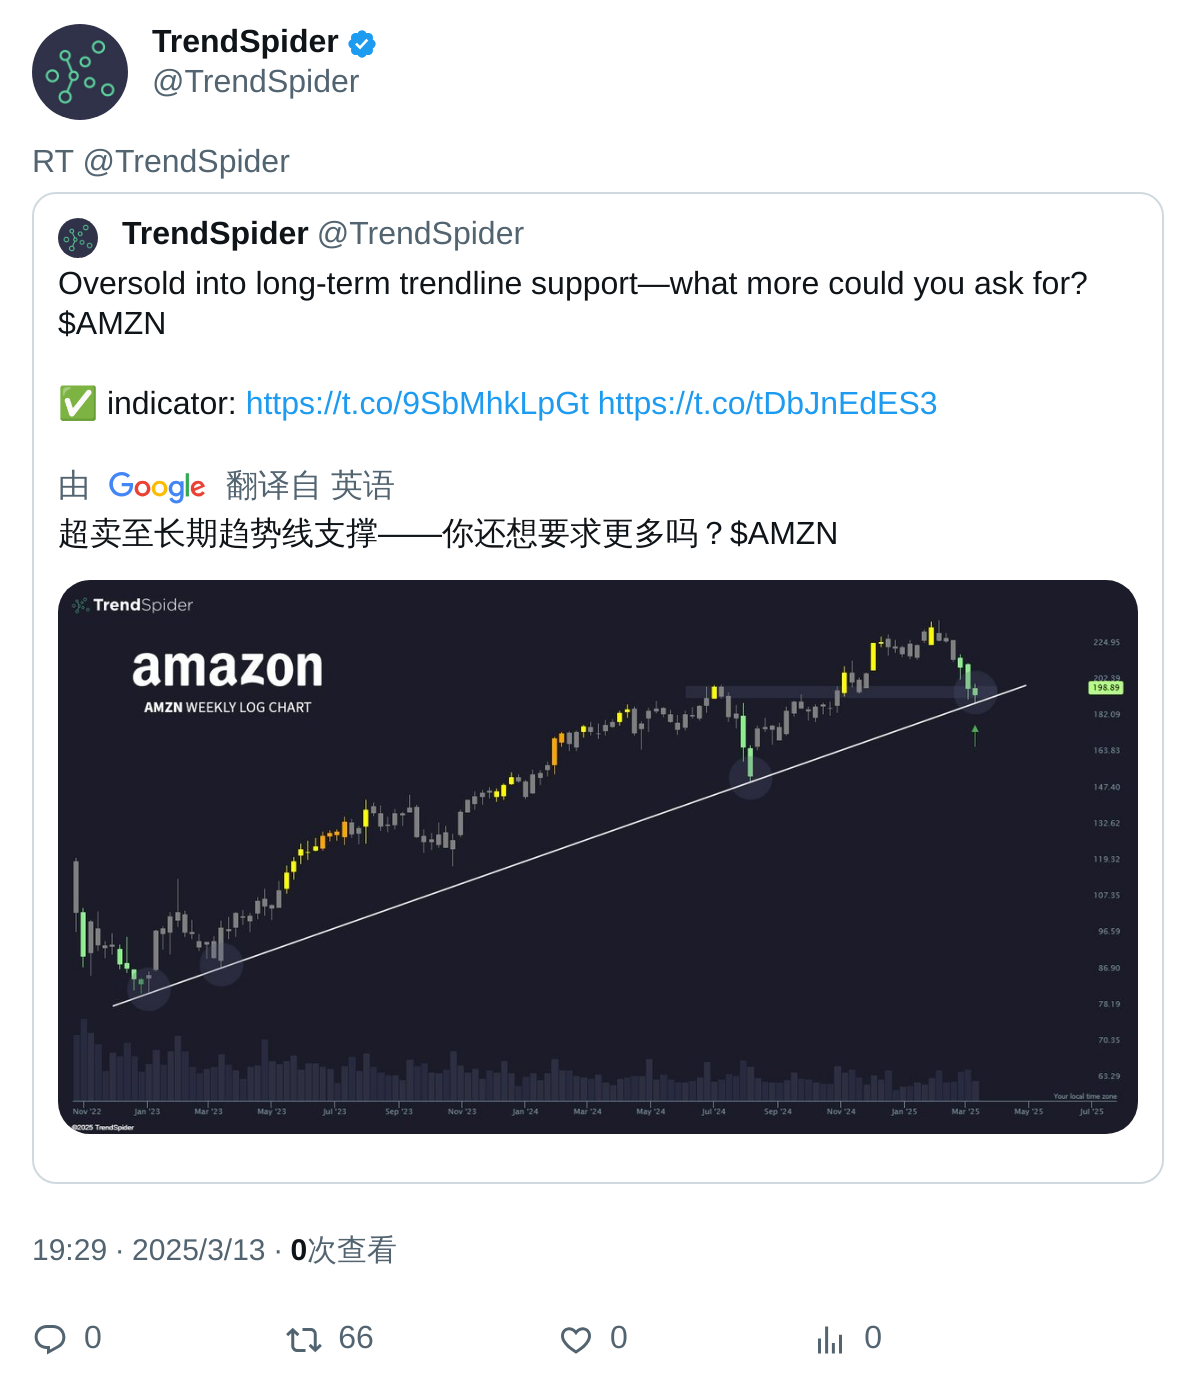 TrendSpider
@TrendSpider
RT @TrendSpider
TrendSpider @TrendSpider
Oversold into long-term trendline support—what more could you ask for?
$AMZN
✅ indicator: https://t.co/9SbMhkLpGt https://t.co/tDbJnEdES3
由 Google 翻译自 英语
超卖至长期趋势线支撑——你还想要求更多吗？$AMZN
TrendSpider
amazon
AMZN WEEKLY LOG CHART
224.95
202.39
198.89
182.09
163.83
147.40
132.62
119.32
107.35
96.59
86.90
78.19
70.35
63.29
Your local time zone
Nov '22 Jan '23 Mar '23 May '23 Jul '23 Sep '23 Nov '23 Jan '24 Mar '24 May '24 Jul '24 Sep '24 Nov '24 Jan '25 Mar '25 May '25 Jul '25
©2025 TrendSpider
19:29 · 2025/3/13 · 0次查看
0 66 0 0